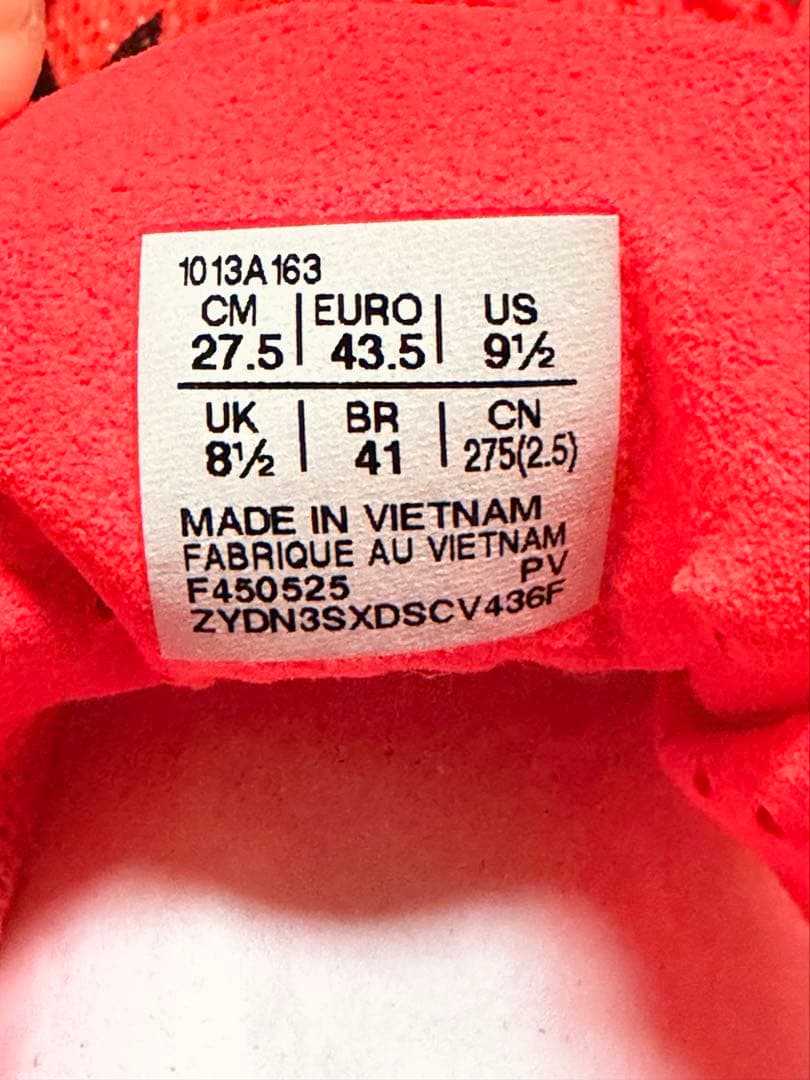 1013A163
CM | EURO | US
27.5 | 43.5 | 9½
UK | BR | CN
8½ | 41 | 275(2.5)
MADE IN VIETNAM
FABRIQUE AU VIETNAM
F450525 PV
ZYDN3SXDSCV436F